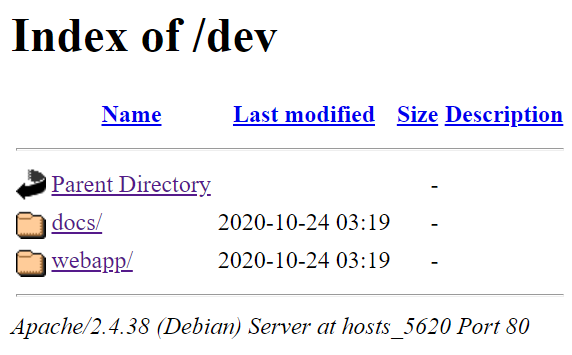 Index of /dev
Name Last modified Size Description
Parent Directory -
docs/ 2020-10-24 03:19 -
webapp/ 2020-10-24 03:19 -
Apache/2.4.38 (Debian) Server at hosts_5620 Port 80